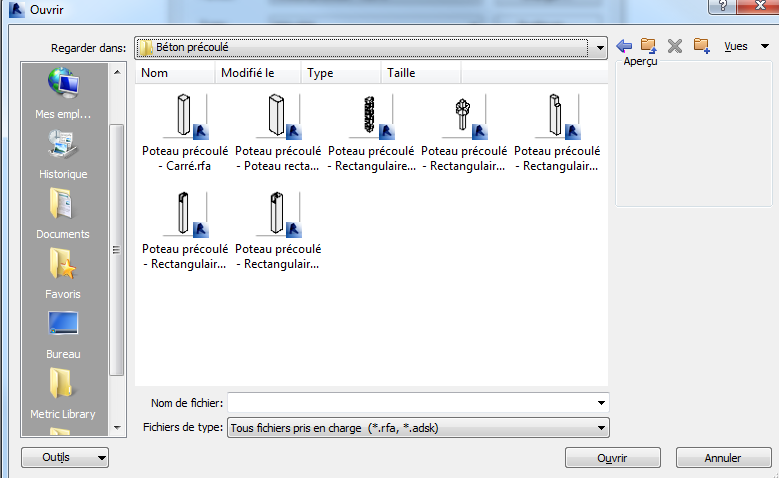 Ouvrir
Regarder dans:
Béton précoulé
Vues
Aperçu
Nom
Modifié le
Type
Taille
Mes empl...
Historique
Documents
Favoris
Bureau
Metric Library
Poteau précoulé
- Carré.rfa
Poteau précoulé
- Poteau recta...
Poteau précoulé
- Rectangulaire...
Poteau précoulé
- Rectangulair...
Poteau précoulé
- Rectangulair...
Poteau précoulé
- Rectangulair...
Poteau précoulé
- Rectangulair...
Nom de fichier:
Fichiers de type:
Tous fichiers pris en charge (*.rfa, *.adsk)
Outils
Ouvrir
Annuler